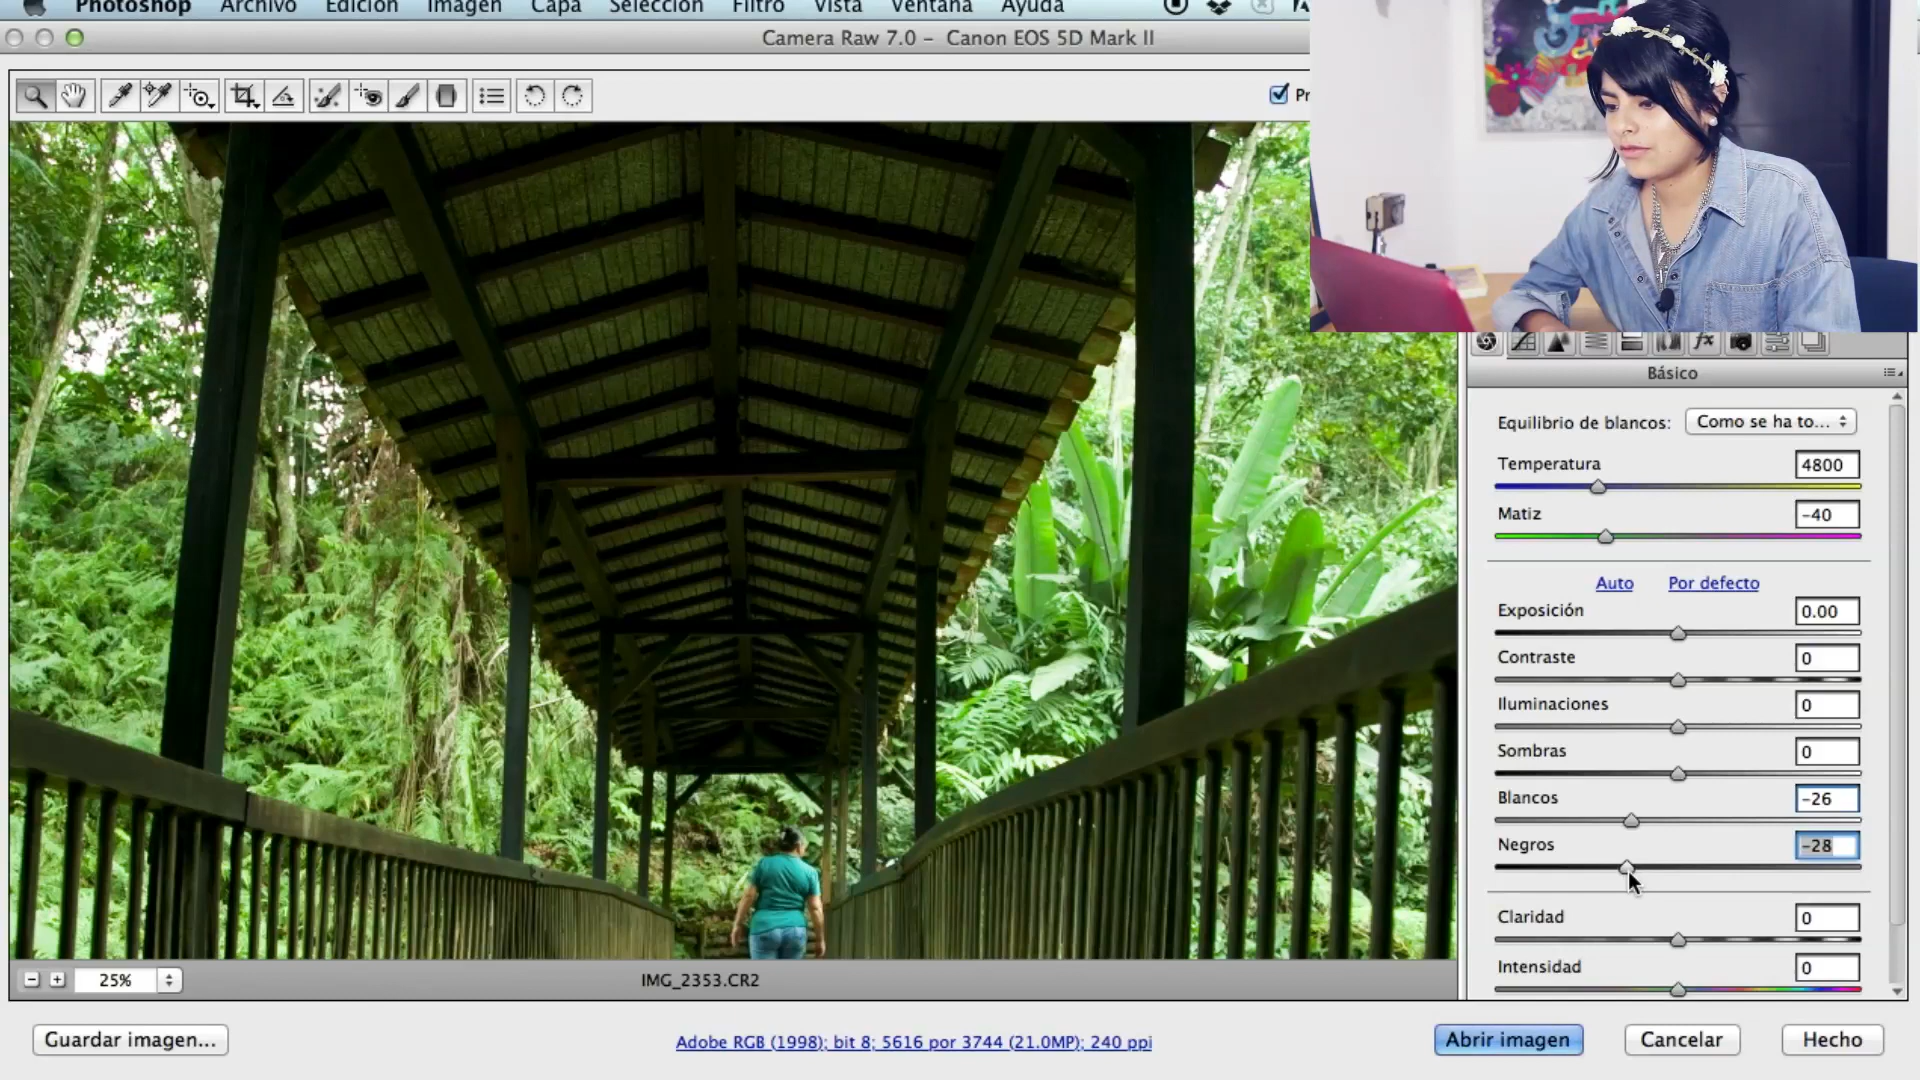 Photoshop Archivo Edición Imagen Capa Selección Filtro Vista Ventana Ayuda
Camera Raw 7.0 - Canon EOS 5D Mark II
Pr
Básico
Equilibrio de blancos: Como se ha to...
Temperatura 4800
Matiz -40
Auto Por defecto
Exposición 0.00
Contraste 0
Iluminaciones 0
Sombras 0
Blancos -26
Negros -28
Claridad 0
Intensidad 0
25% IMG_2353.CR2
Guardar imagen... Adobe RGB (1998); bit 8; 5616 por 3744 (21.0MP); 240 ppi Abrir imagen Cancelar Hecho